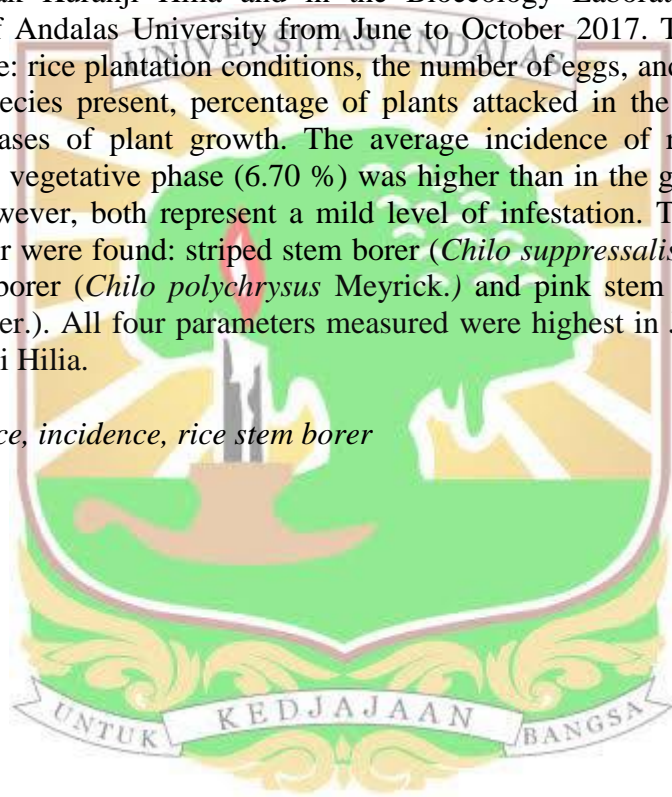 ak Karanji Hilia and in the Bioecology Labora
f Andalas University from June to October 2017. T
UNIVERSITAS ANDALAS
e: rice plantation conditions, the number of eggs, and
ecies present, percentage of plants attacked in the
ases of plant growth. The average incidence of r
vegetative phase (6.70 %) was higher than in the g
owever, both represent a mild level of infestation. T
r were found: striped stem borer (Chilo suppressalis
borer (Chilo polychrysus Meyrick.) and pink stem
er.). All four parameters measured were highest in
i Hilia.
ce, incidence, rice stem borer
UNTUK KEDJAJAAN BANGSA